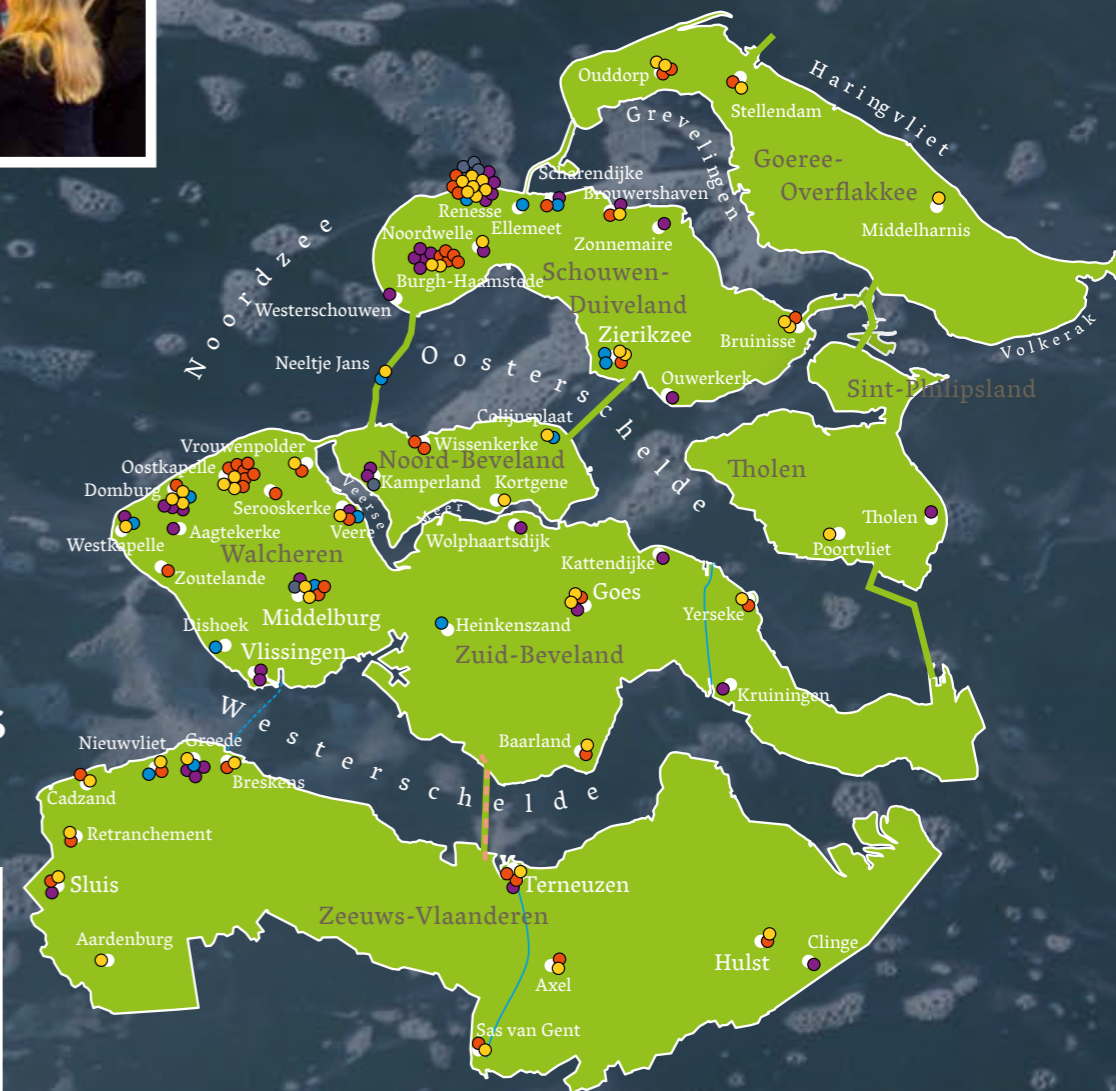 Haringvliet
Ouddorp
Stellendam
Grevelingen
Goeree-
Overflakkee
Middelharnis
Scharendijke
Brouwershaven
Renesse
Ellemeet
Noordwelle
Zonnemaire
Noordzee
Burgh-Haamstede
Schouwen-
Duiveland
Westerschouwen
Zierikzee
Bruinisse
Volkerak
Neeltje Jans
Oosterschelde
Ouwerkerk
Sint-Philipsland
Colijnsplaat
Wissenkerke
Vrouwenpolder
Noord-Beveland
Oostkapelle
Tholen
Kamperland
Kortgene
Domburg
Veerse
Meer
Serooskerke
Tholen
Aagtekerke
Veere
Westkapelle
Wolphaartsdijk
Poortvliet
Walcheren
Kattendijke
Zoutelande
Goes
Middelburg
Yerseke
Dishoek
Heinkenszand
Vlissingen
Zuid-Beveland
Kruiningen
Westerschelde
Baarland
Nieuwvliet
Groede
Breskens
Cadzand
Retranchement
Sluis
Terneuzen
Zeeuws-Vlaanderen
Aardenburg
Clinge
Hulst
Axel
Sas van Gent